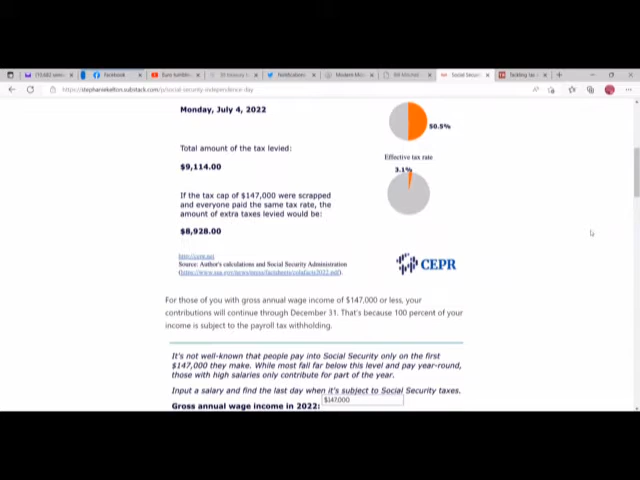 Facebook
Notifications
https://stephaniekelton.substack.com/p/social-security-independence-day
Monday, July 4, 2022
50.5%
Total amount of the tax levied:
Effective tax rate
$9,114.00
3.1%
If the tax cap of $147,000 were scrapped
and everyone paid the same tax rate, the
amount of extra taxes levied would be:
$8,928.00
http://cepr.net
Source: Author's calculations and Social Security Administration
CEPR
For those of you with gross annual wage income of $147,000 or less, your
contributions will continue through December 31. That's because 100 percent of your
income is subject to the payroll tax withholding.
It's not well-known that people pay into Social Security only on the first
$147,000 they make. While most fall far below this level and pay year-round,
those with high salaries only contribute for part of the year.
Input a salary and find the last day when it's subject to Social Security taxes.
Gross annual wage income in 2022: $147,000